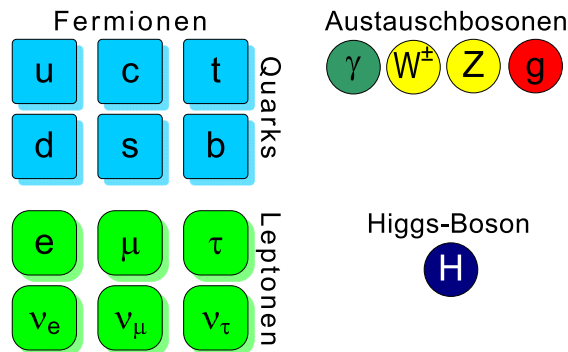 Fermionen
u c t
d s b
Quarks
e μ τ
νe νμ ντ
Leptonen
Austauschbosonen
γ W± Z g
Higgs-Boson
H